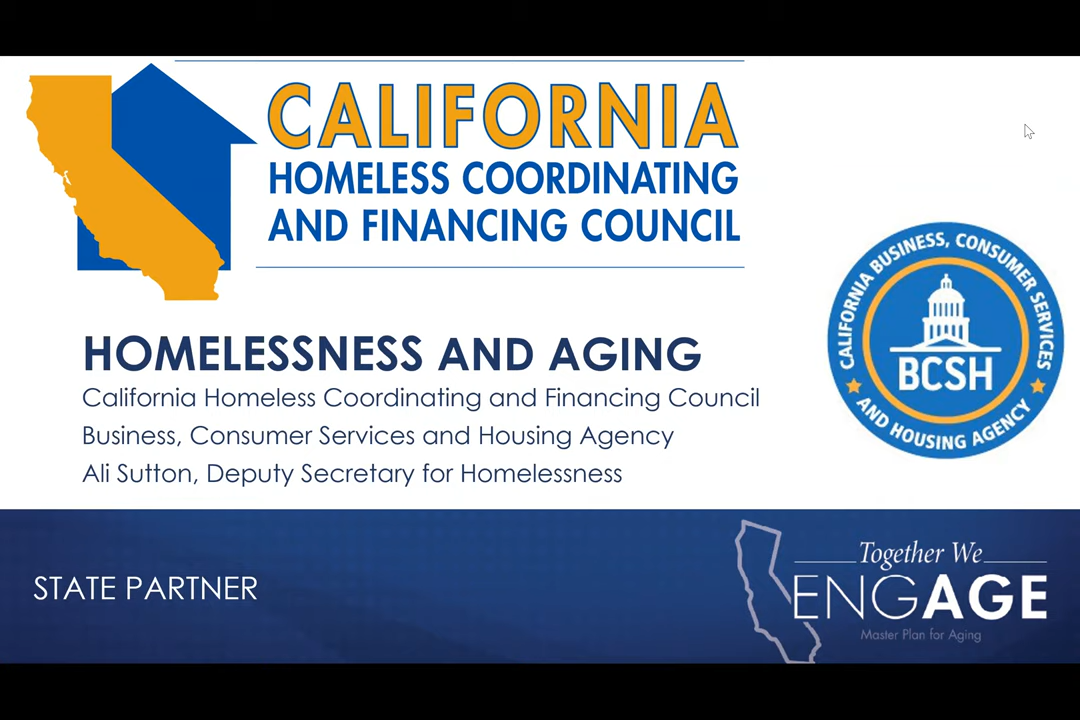 CALIFORNIA
HOMELESS COORDINATING
AND FINANCING COUNCIL
CALIFORNIA BUSINESS, CONSUMER SERVICES
BCSH
AND HOUSING AGENCY
HOMELESSNESS AND AGING
California Homeless Coordinating and Financing Council
Business, Consumer Services and Housing Agency
Ali Sutton, Deputy Secretary for Homelessness
STATE PARTNER
Together We
ENGAGE
Master Plan for Aging